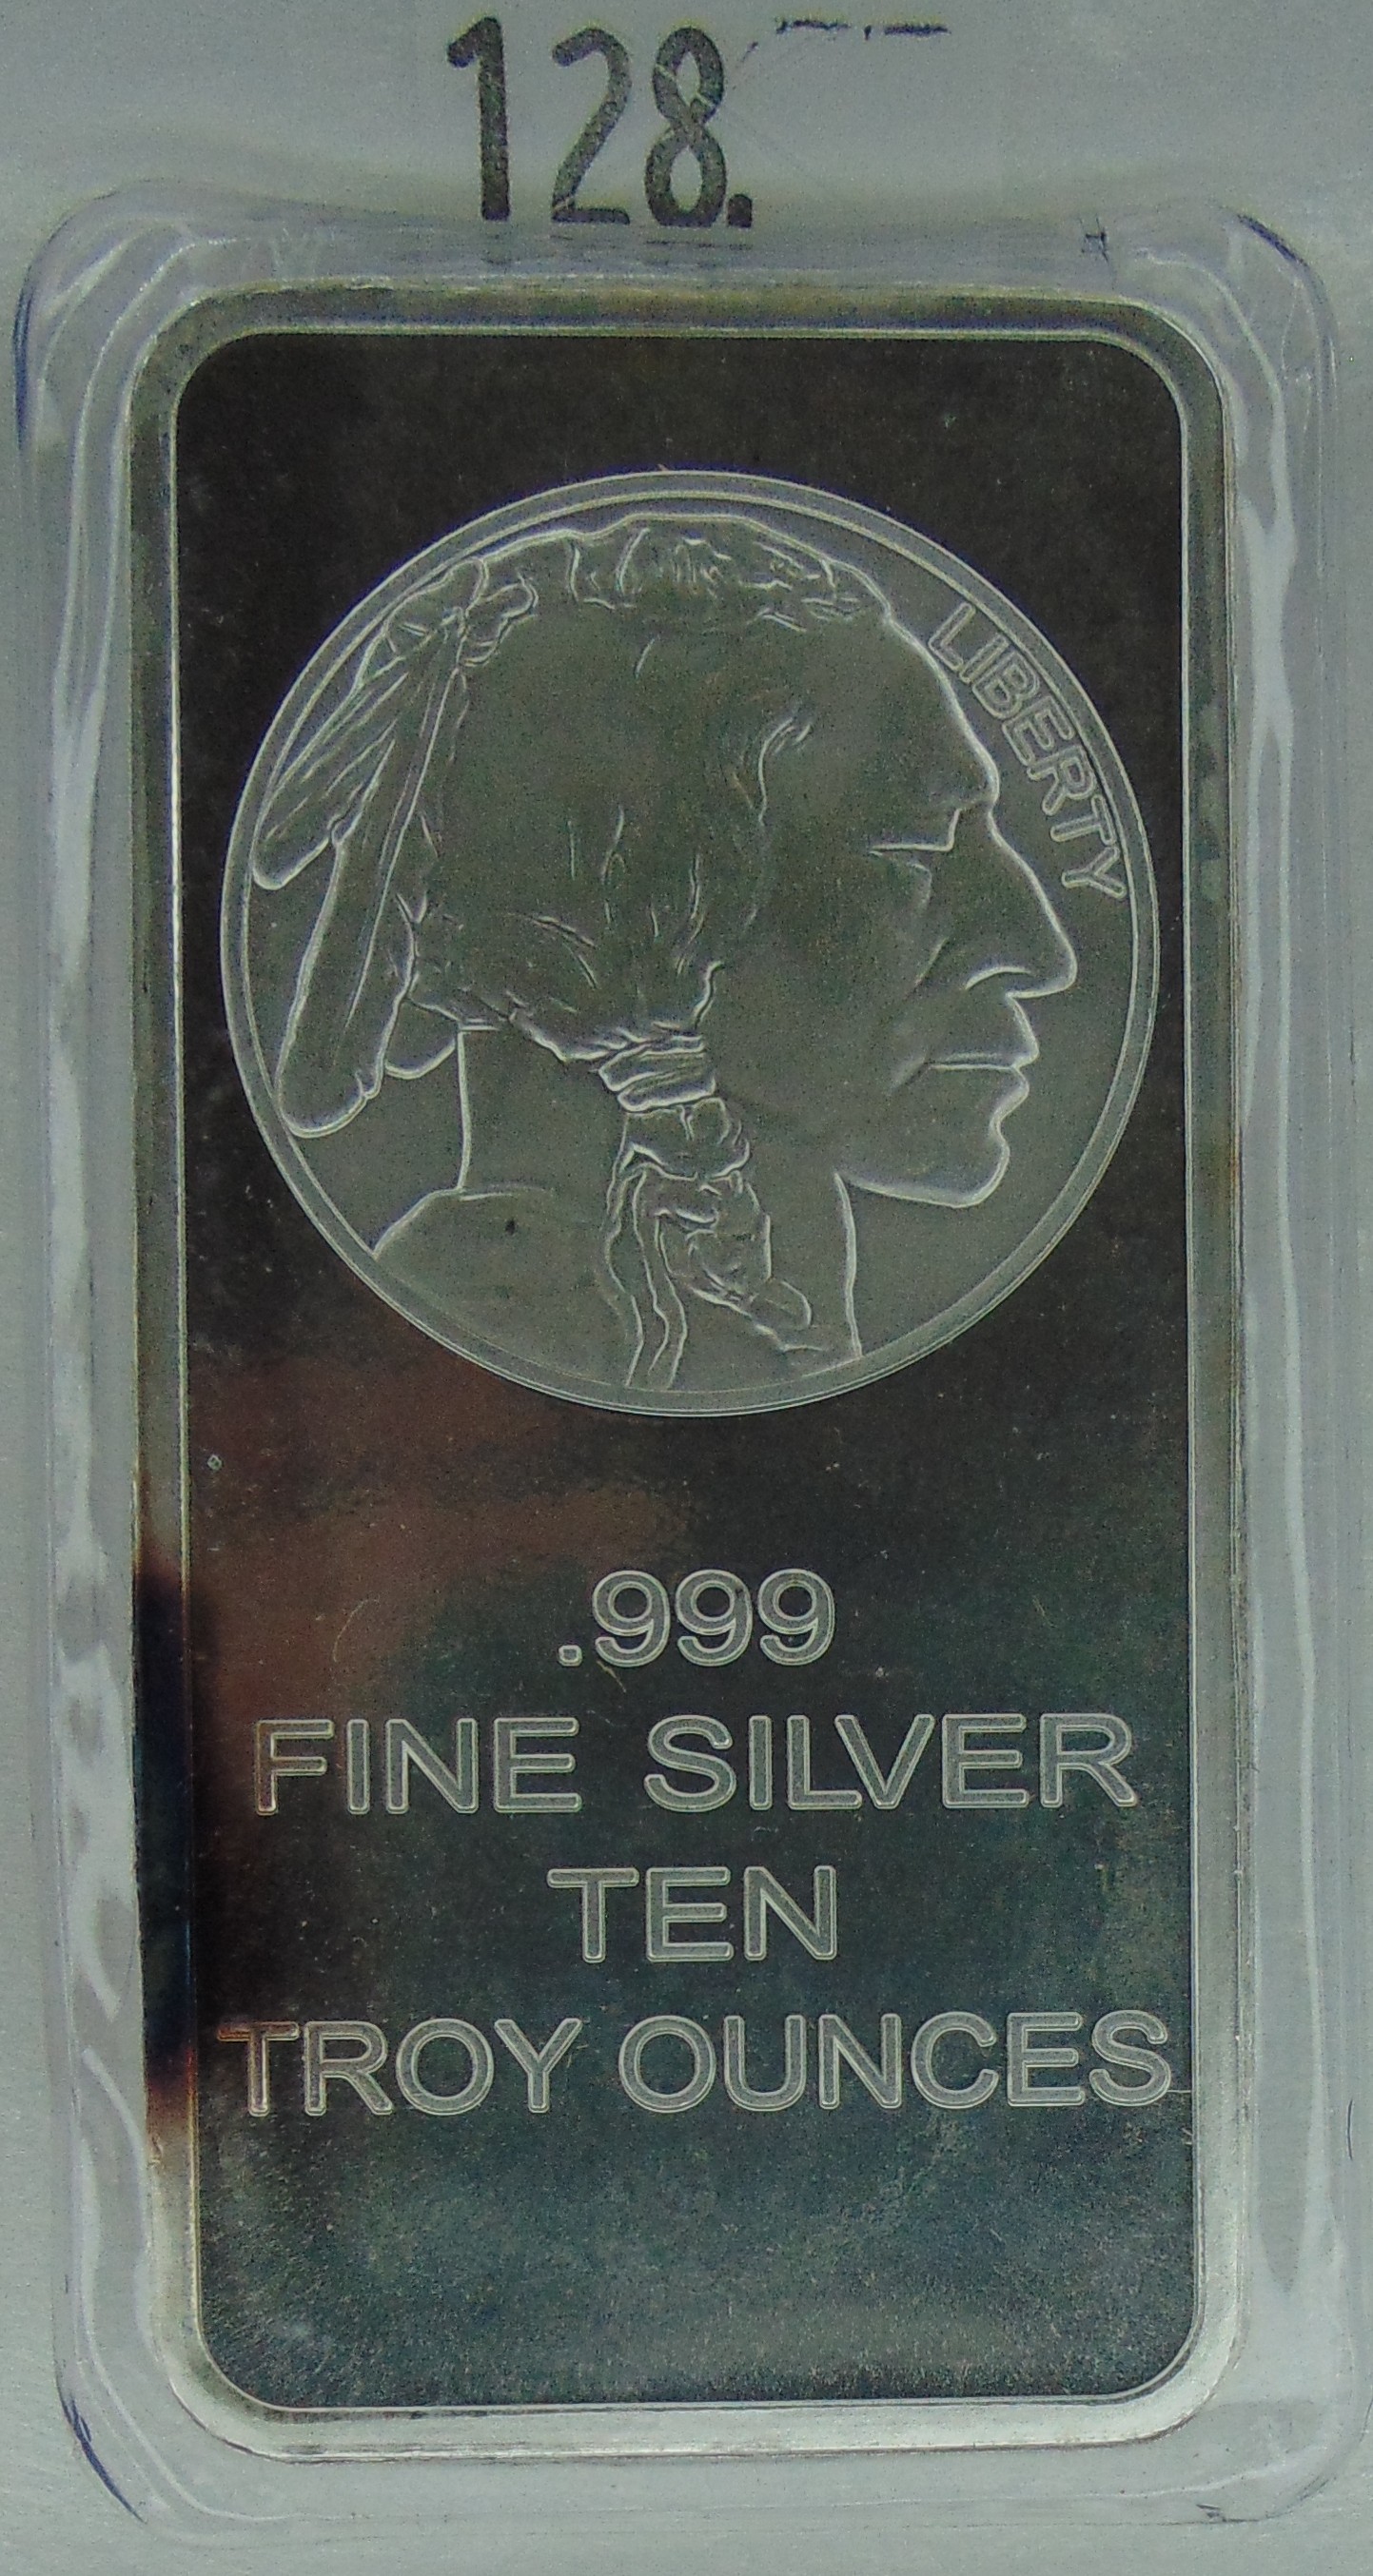 128.
LIBERTY
.999
FINE SILVER
TEN
TROY OUNCES